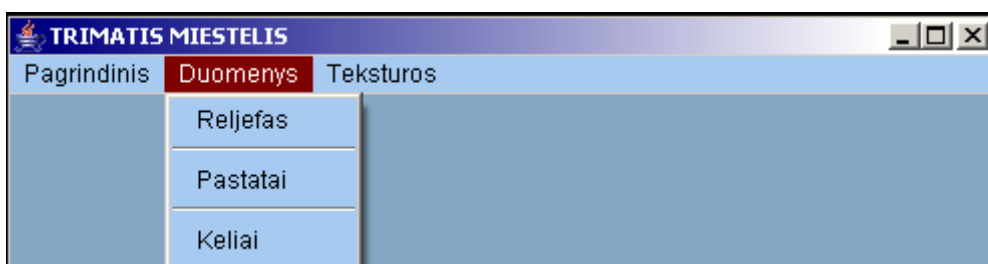 TRIMATIS MIESTELIS
Pagrindinis Duomenys Teksturos
Reljefas
Pastatai
Keliai